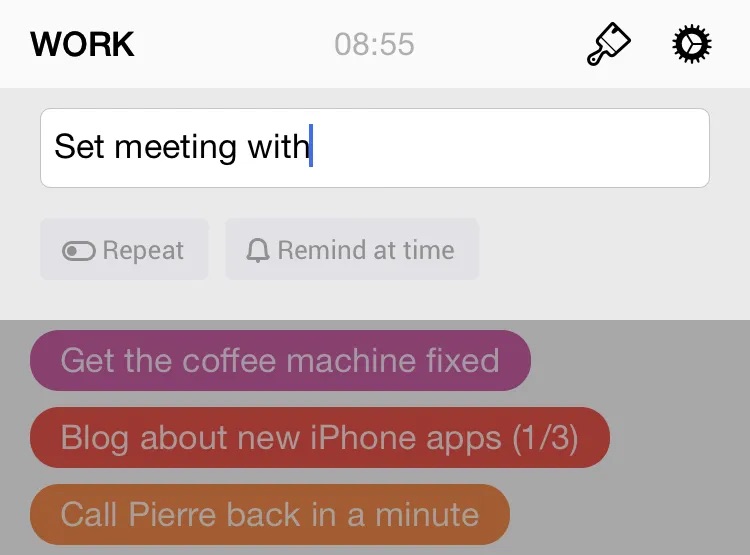 WORK 08:55
Set meeting with
Repeat Remind at time
Get the coffee machine fixed
Blog about new iPhone apps (1/3)
Call Pierre back in a minute